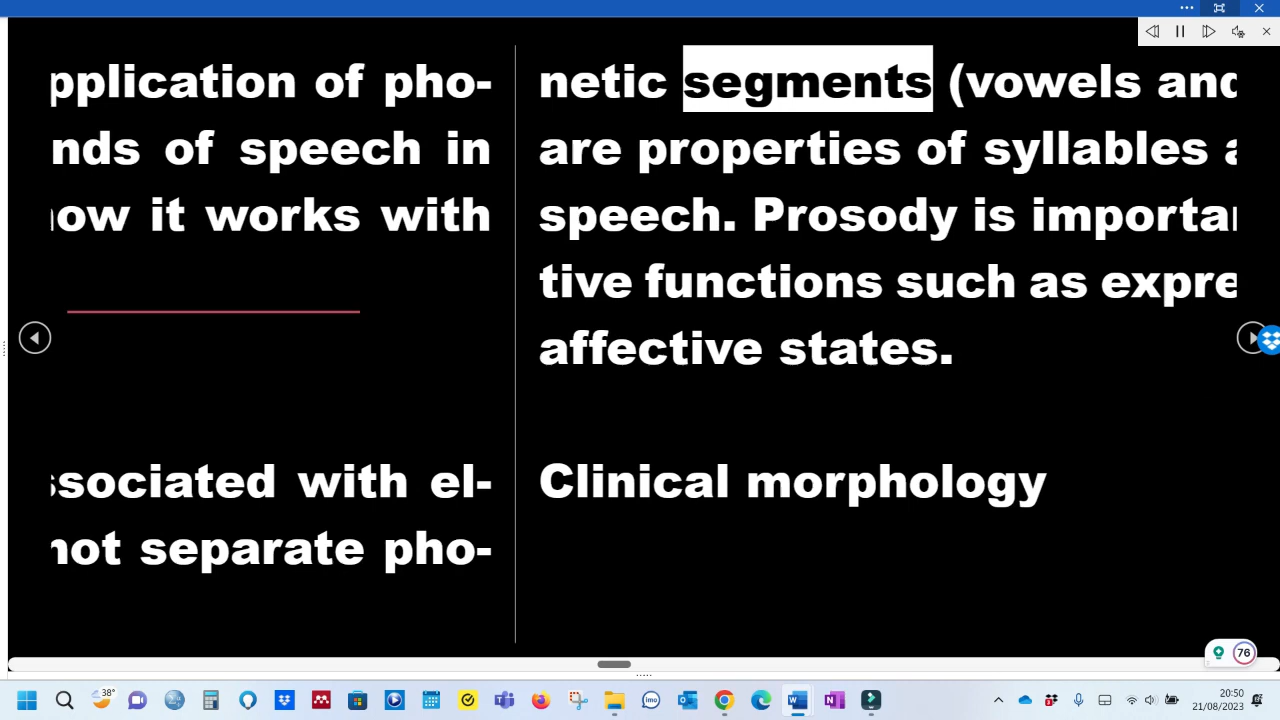 pplication of pho-
nds of speech in
ow it works with
ssociated with el-
not separate pho-
netic segments (vowels and
are properties of syllables a
speech. Prosody is importan
tive functions such as expre
affective states.
Clinical morphology
76
38°
20:50
21/08/2023